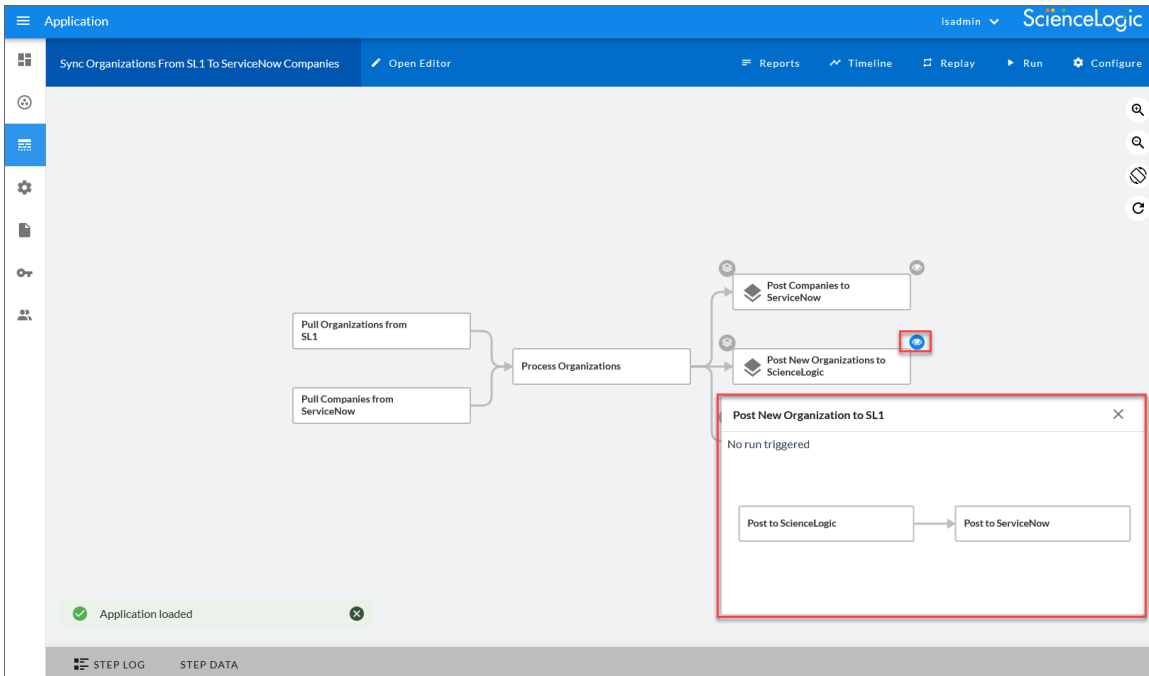 Application
isadmin
ScienceLogic
Sync Organizations From SL1 To ServiceNow Companies
Open Editor
Reports
Timeline
Replay
Run
Configure
Post Companies to
ServiceNow
Pull Organizations from
SL1
Process Organizations
Post New Organizations to
ScienceLogic
Pull Companies from
ServiceNow
Post New Organization to SL1
No run triggered
Post to ScienceLogic
Post to ServiceNow
Application loaded
STEP LOG
STEP DATA